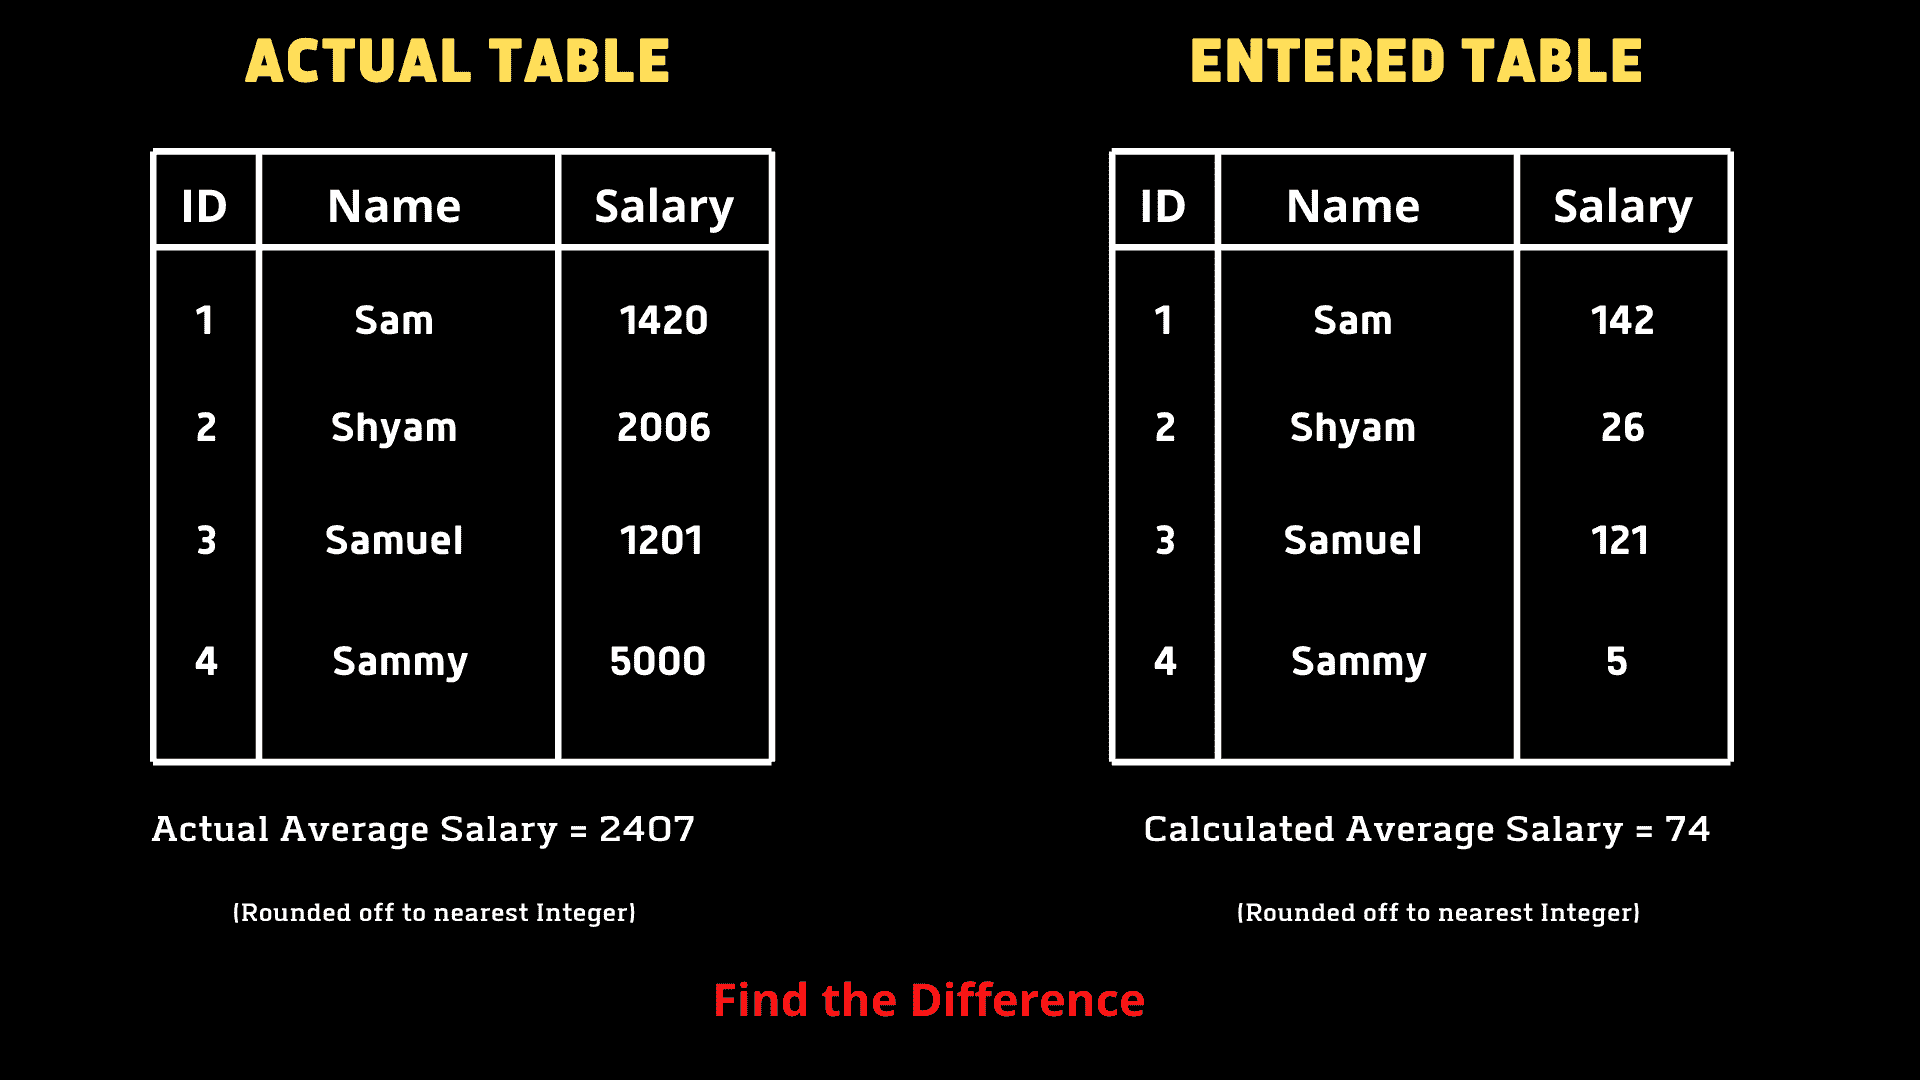 ACTUAL TABLE
ENTERED TABLE
ID Name Salary
1 Sam 1420
2 Shyam 2006
3 Samuel 1201
4 Sammy 5000
ID Name Salary
1 Sam 142
2 Shyam 26
3 Samuel 121
4 Sammy 5
Actual Average Salary = 2407
(Rounded off to nearest Integer)
Calculated Average Salary = 74
(Rounded off to nearest Integer)
Find the Difference